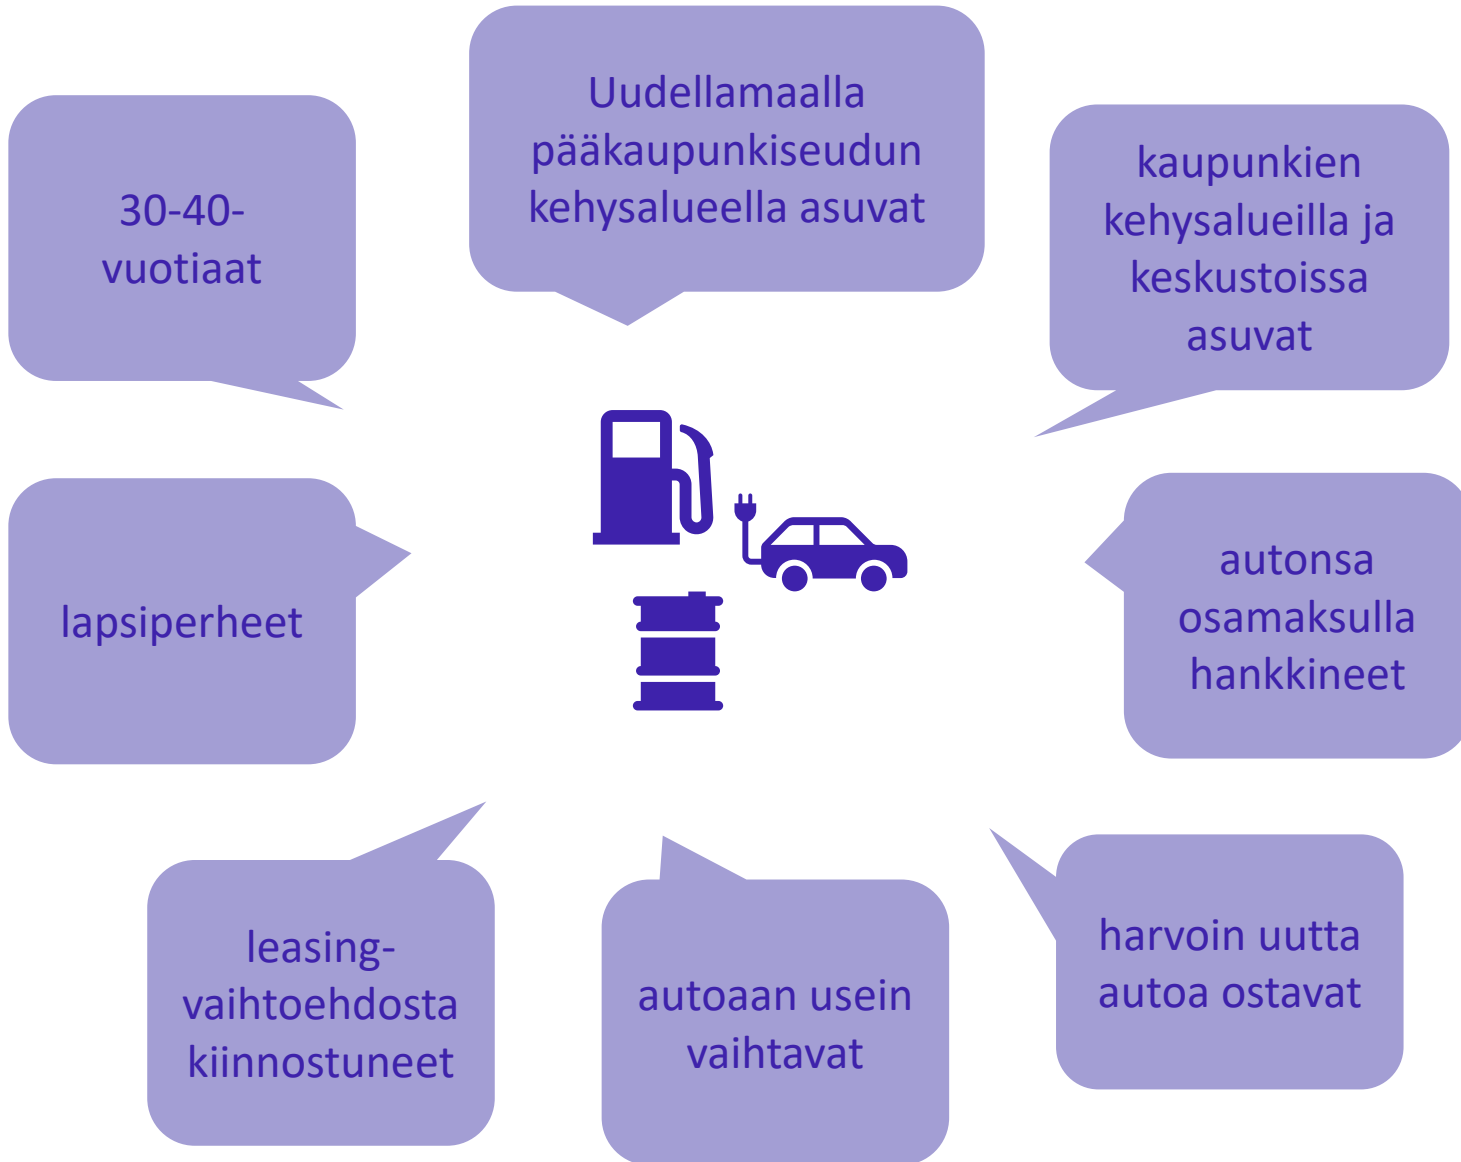 Uudellamaalla
pääkaupunkiseudun
kehysalueella asuvat
30-40-
vuotiaat
kaupunkien
kehysalueilla ja
keskustoissa
asuvat
lapsiperheet
autonsa
osamaksulla
hankkineet
leasing-
vaihtoehdosta
kiinnostuneet
autoaan usein
vaihtavat
harvoin uutta
autoa ostavat